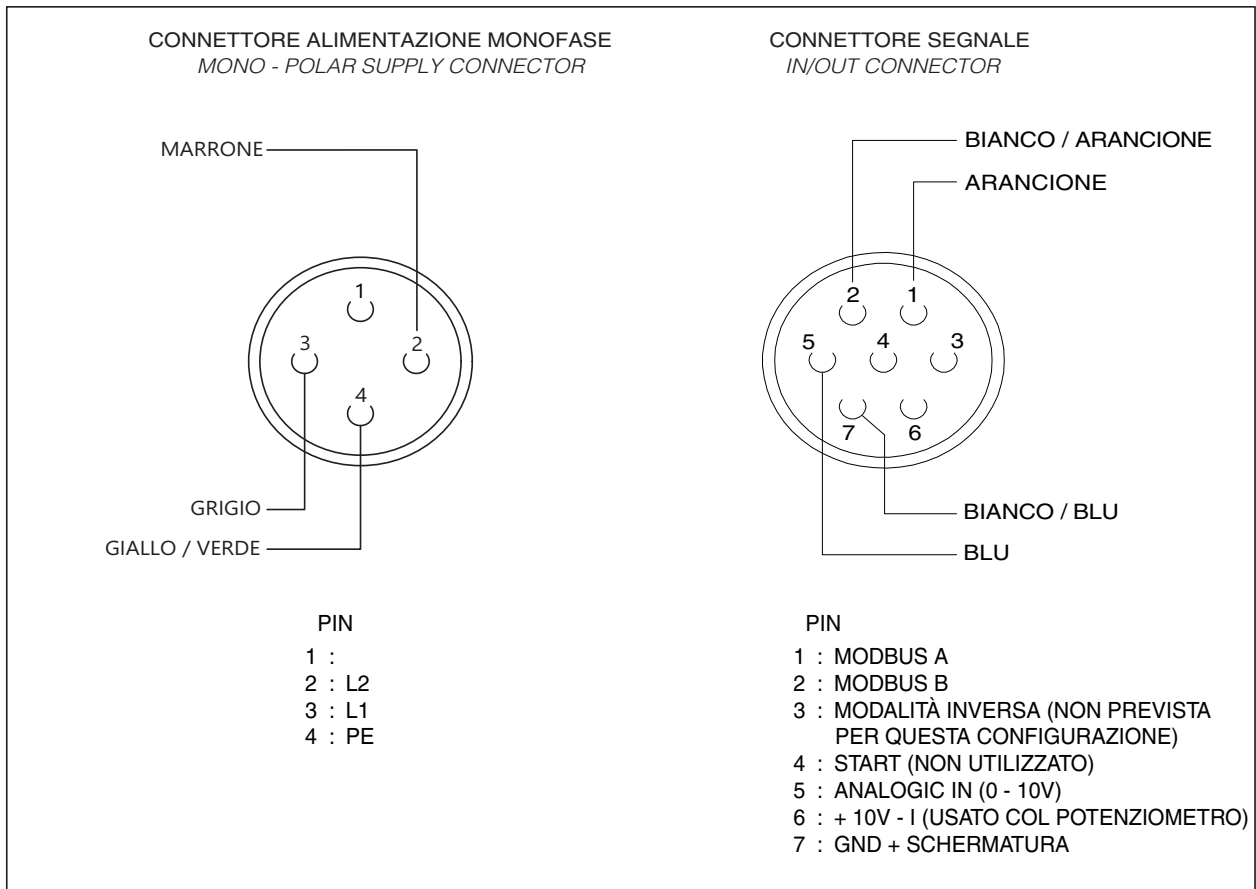 CONNETTORE ALIMENTAZIONE MONOFASE
MONO - POLAR SUPPLY CONNECTOR
MARRONE
1
3
2
4
GRIGIO
GIALLO / VERDE
PIN
1 :
2 : L2
3 : L1
4 : PE
CONNETTORE SEGNALE
IN/OUT CONNECTOR
BIANCO / ARANCIONE
ARANCIONE
2
1
5
4
3
7
6
BIANCO / BLU
BLU
PIN
1 : MODBUS A
2 : MODBUS B
3 : MODALITÀ INVERSA (NON PREVISTA
PER QUESTA CONFIGURAZIONE)
4 : START (NON UTILIZZATO)
5 : ANALOGIC IN (0 - 10V)
6 : + 10V - I (USATO COL POTENZIOMETRO)
7 : GND + SCHERMATURA